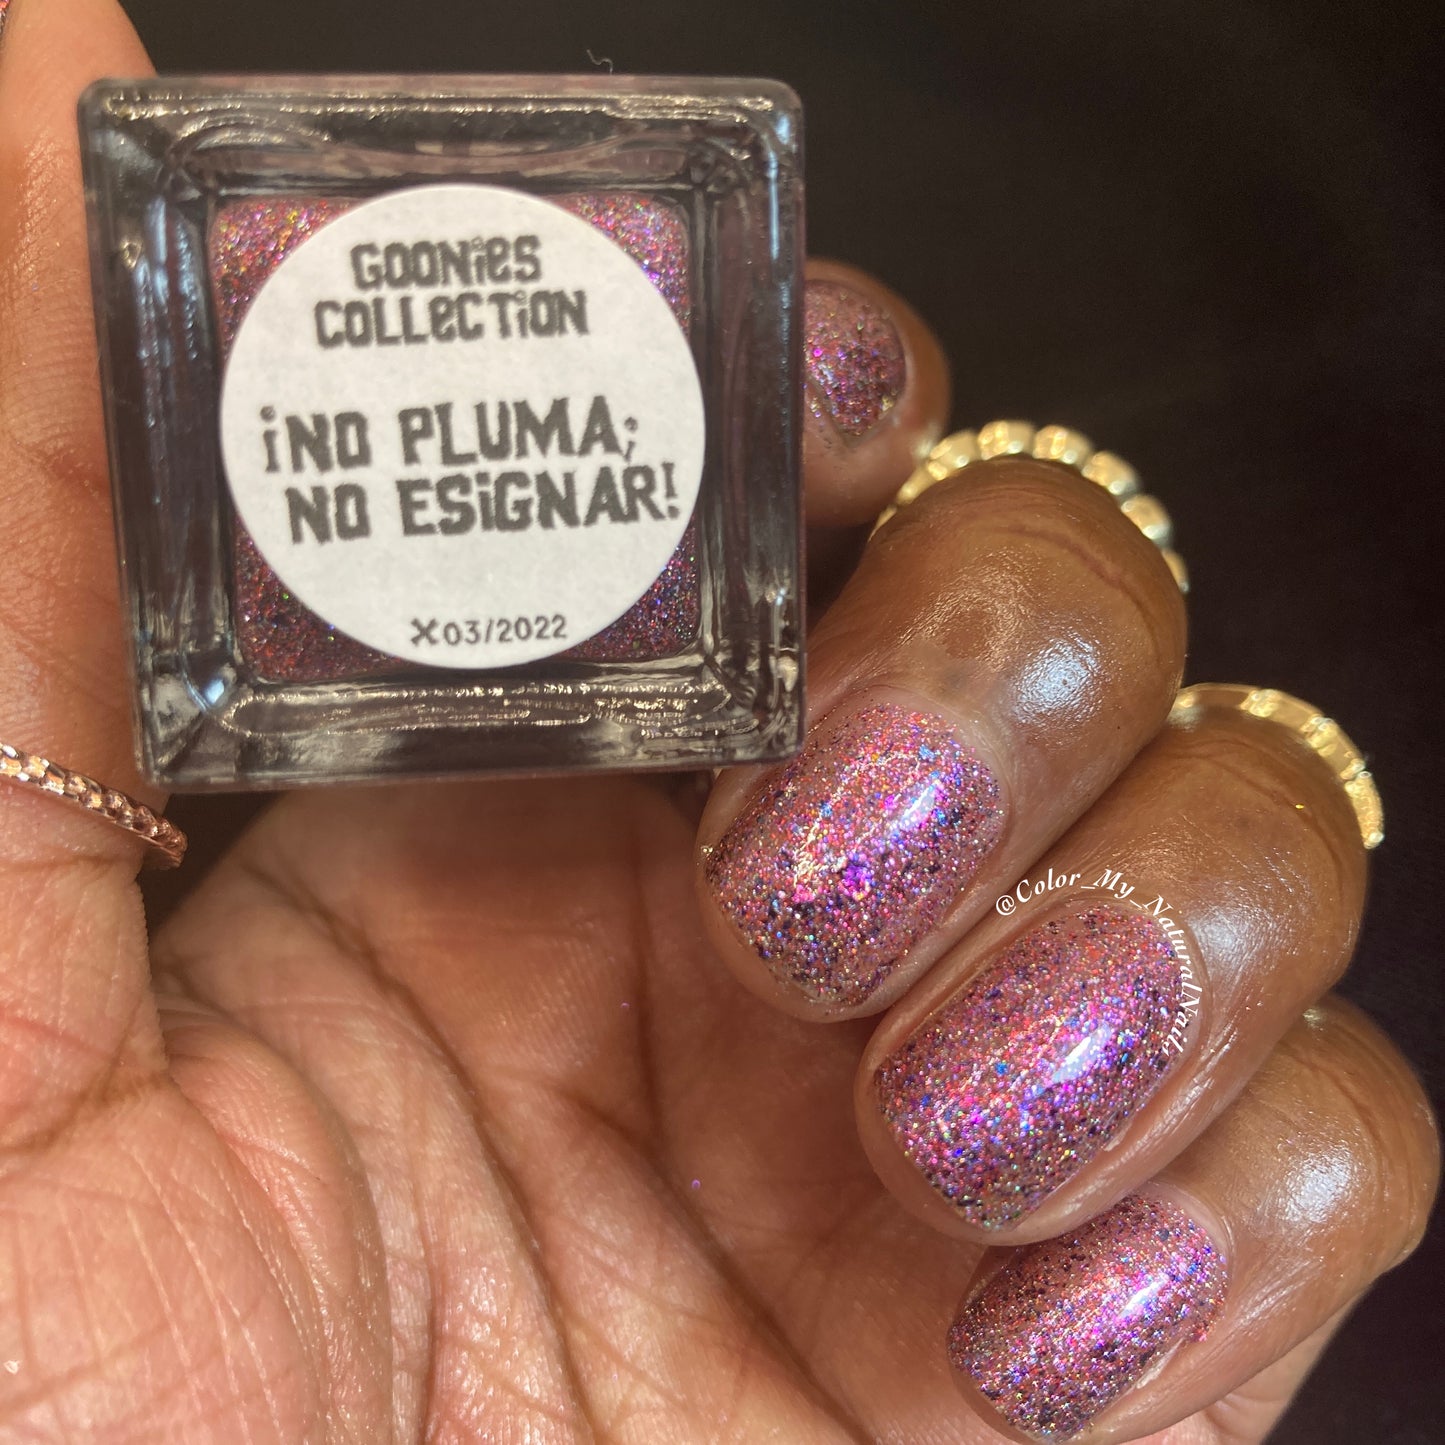 GOONiES
COLLECTiON
¡NO PLUMA;
NO ESiGNAR!
X03/2022
@Color_My_NaturalNails